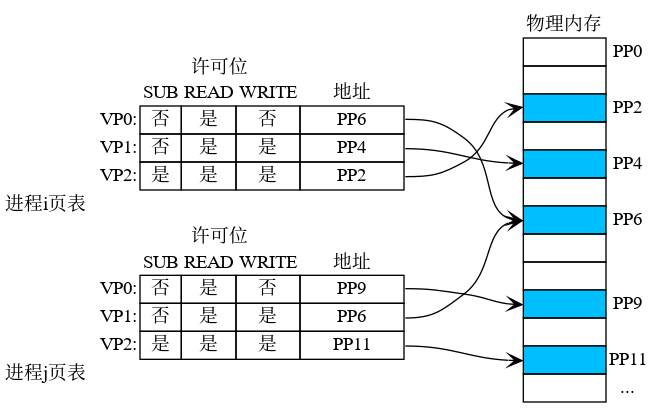 物理内存
PP0
许可位
SUB READ WRITE 地址
PP2
VP0: 否 是 否 PP6
VP1: 否 是 是 PP4
PP4
VP2: 是 是 是 PP2
进程i页表
PP6
许可位
SUB READ WRITE 地址
VP0: 否 是 否 PP9
PP9
VP1: 否 是 是 PP6
VP2: 是 是 是 PP11
PP11
进程j页表
...